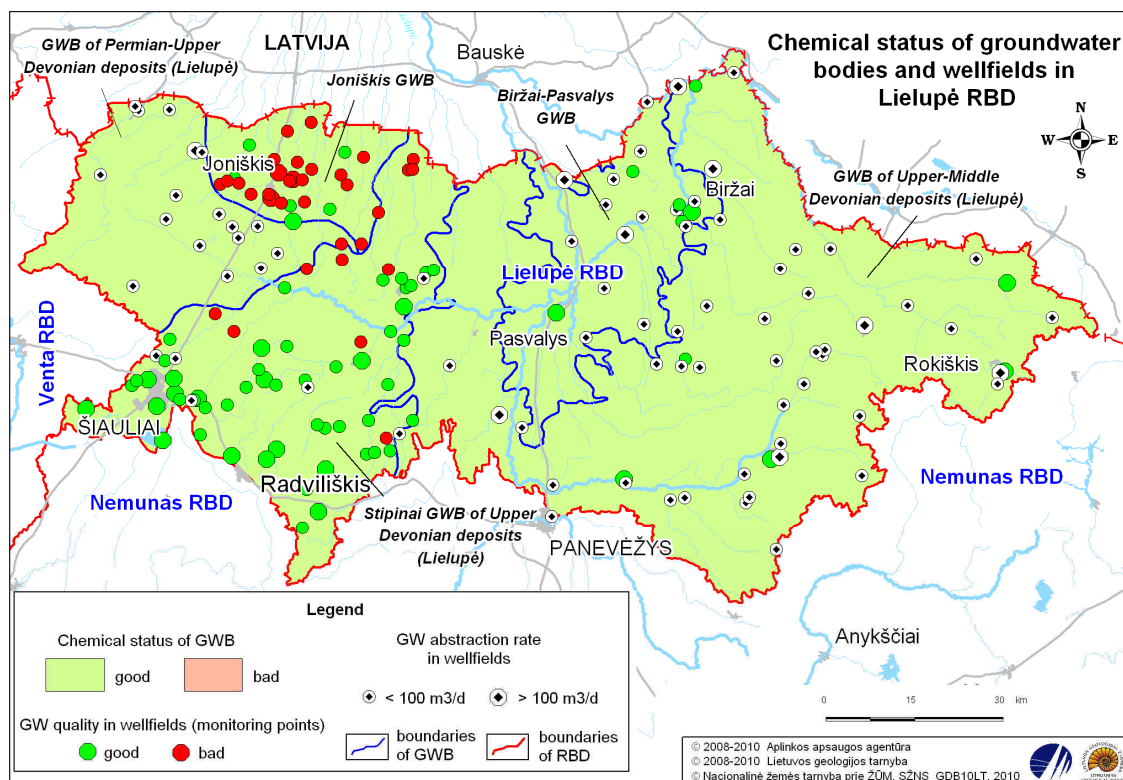 Chemical status of groundwater
bodies and wellfields in
Lielupė RBD
N
W
E
S
LATVIJA
Lielupė
Bauskė
GWB of Permian-Upper
Devonian deposits (Lielupė)
Joniškis GWB
Biržai-Pasvalys
GWB
Joniškis
Biržai
GWB of Upper-Middle
Devonian deposits (Lielupė)
Lielupė RBD
Venta RBD
Pasvalys
Rokiškis
ŠIAULIAI
Radviliškis
Nemunas RBD
Nemunas RBD
Stipinai GWB of Upper
Devonian deposits
(Lielupė)
PANEVĖŽYS
Anykščiai
Legend
Chemical status of GWB
good
bad
GW quality in wellfields (monitoring points)
good
bad
GW abstraction rate
in wellfields
< 100 m3/d
> 100 m3/d
boundaries
of GWB
boundaries
of RBD
0 15 30 km
© 2008-2010 Aplinkos apsaugos agentūra
© 2008-2010 Lietuvos geologijos tarnyba
© Nacionalinė žemės tarnyba prie ŽŪM, SŽNS_GDB10LT, 2010